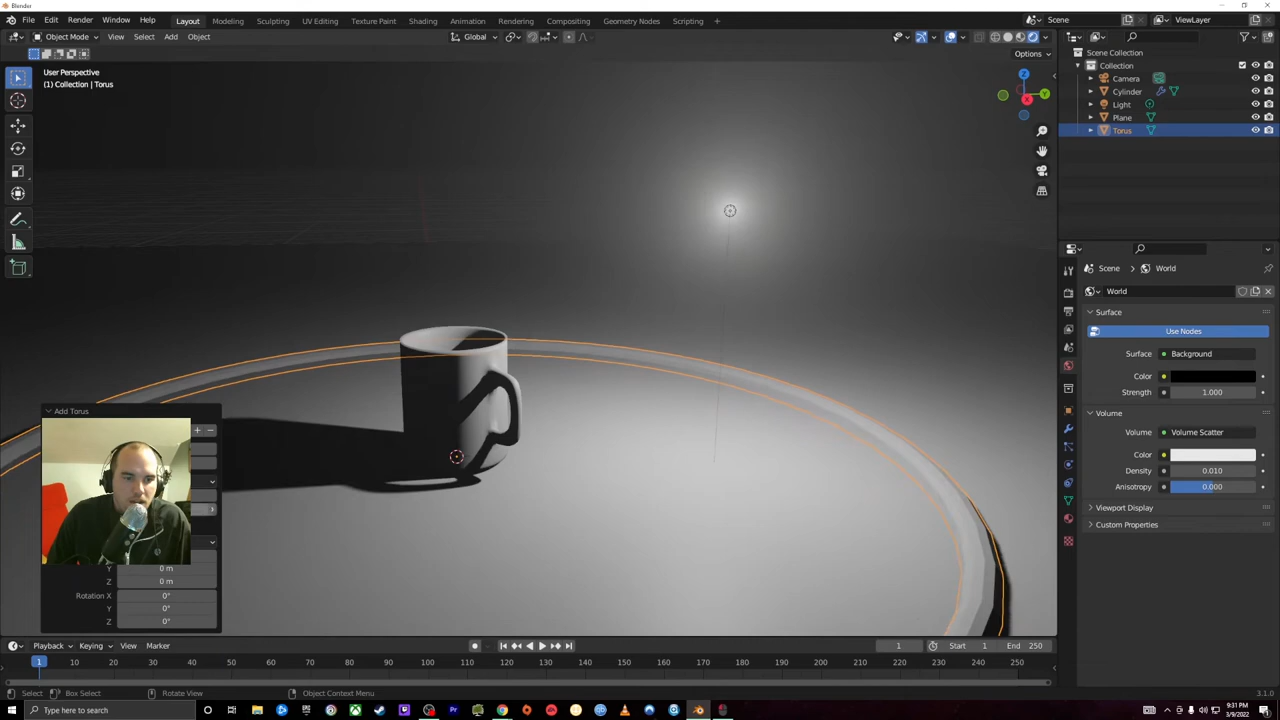 Blender
File Edit Render Window Help Layout Modeling Sculpting UV Editing Texture Paint Shading Animation Rendering Compositing Geometry Nodes Scripting Scene ViewLayer
Object Mode View Select Add Object Global
Options
User Perspective
(1) Collection | Torus
Z
Y
X
Scene Collection
Collection
Camera
Cylinder
Light
Plane
Torus
Scene > World
World
Surface
Use Nodes
Surface Background
Color
Strength 1.000
Volume
Volume Volume Scatter
Color
Density 0.010
Anisotropy 0.000
Viewport Display
Custom Properties
Add Torus
Y 0 m
Z 0 m
Rotation X 0°
Y 0°
Z 0°
Playback Keying View Marker 1 Start 1 End 250
1 10 20 30 40 50 60 70 80 90 100 110 120 130 140 150 160 170 180 190 200 210 220 230 240 250
Select Box Select Rotate View Object Context Menu 3.1.0
Type here to search
9:31 PM
3/9/2022